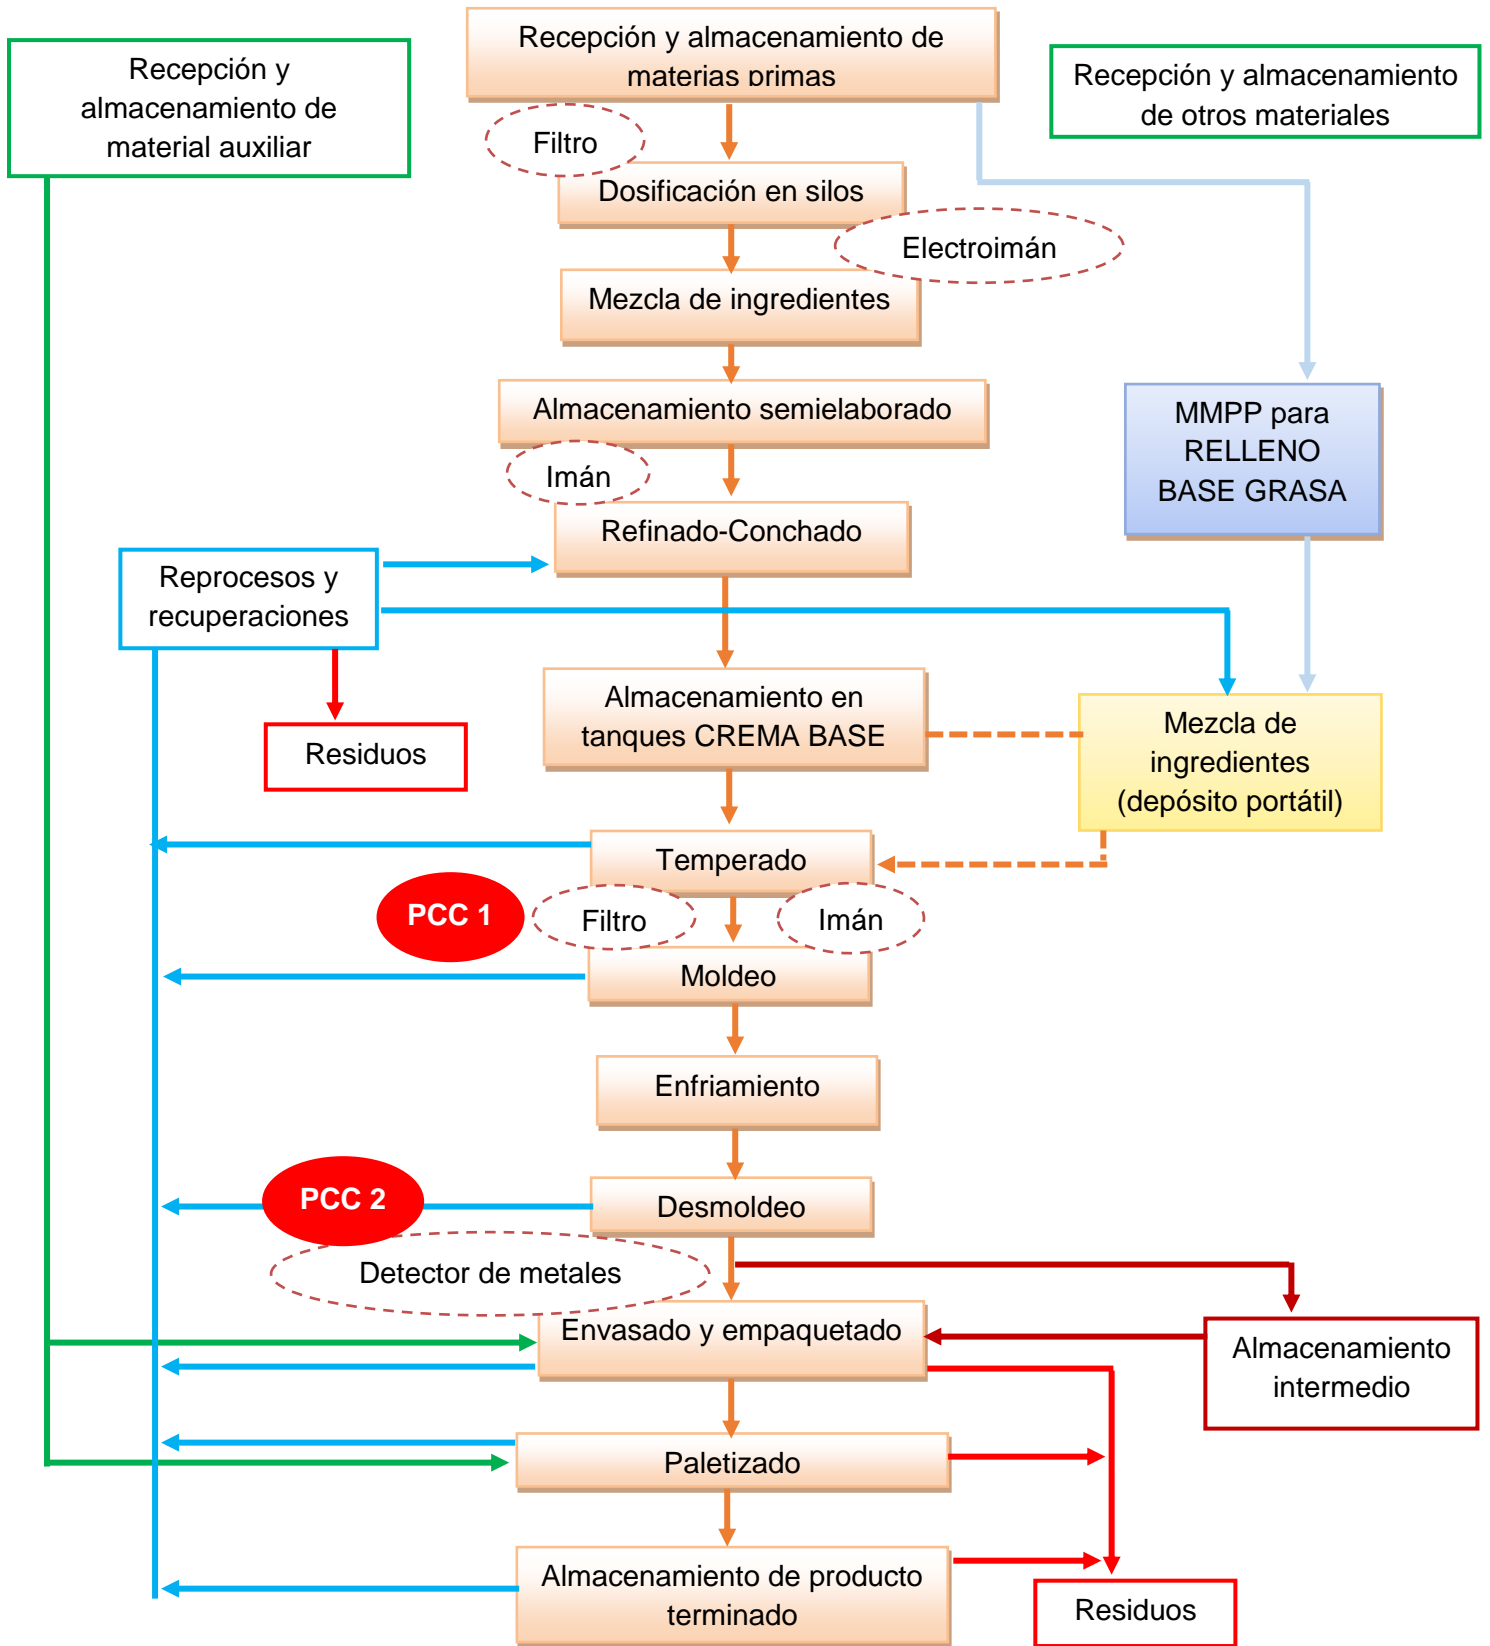 Recepción y almacenamiento de
materias primas
Recepción y
almacenamiento de
material auxiliar
Recepción y almacenamiento
de otros materiales
Filtro
Dosificación en silos
Electroimán
Mezcla de ingredientes
Almacenamiento semielaborado
MMPP para
RELLENO
BASE GRASA
Imán
Refinado-Conchado
Reprocesos y
recuperaciones
Almacenamiento en
tanques CREMA BASE
Mezcla de
ingredientes
(depósito portátil)
Residuos
Temperado
PCC 1
Filtro
Imán
Moldeo
Enfriamiento
PCC 2
Desmoldeo
Detector de metales
Envasado y empaquetado
Almacenamiento
intermedio
Paletizado
Almacenamiento de producto
terminado
Residuos